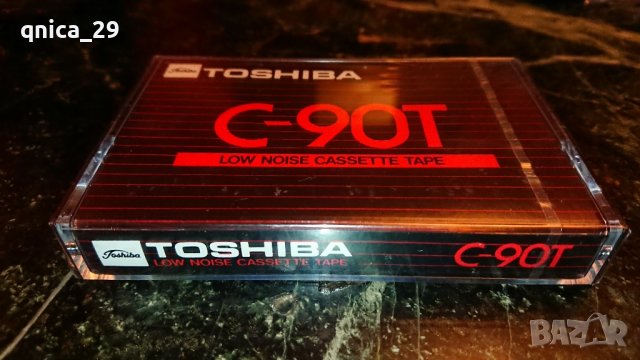 qnica_29
Toshiba TOSHIBA
C-90T
LOW NOISE CASSETTE TAPE
Toshiba TOSHIBA
LOW NOISE CASSETTE TAPE
C-90T
BAZAR